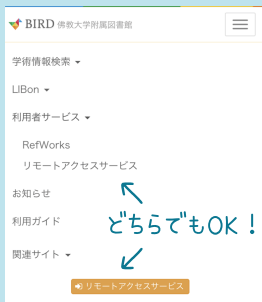 BIRD 佛教大学附属図書館
学術情報検索
LIBon
利用者サービス
RefWorks
リモートアクセスサービス
お知らせ
利用ガイド
どちらでもOK！
関連サイト
リモートアクセスサービス